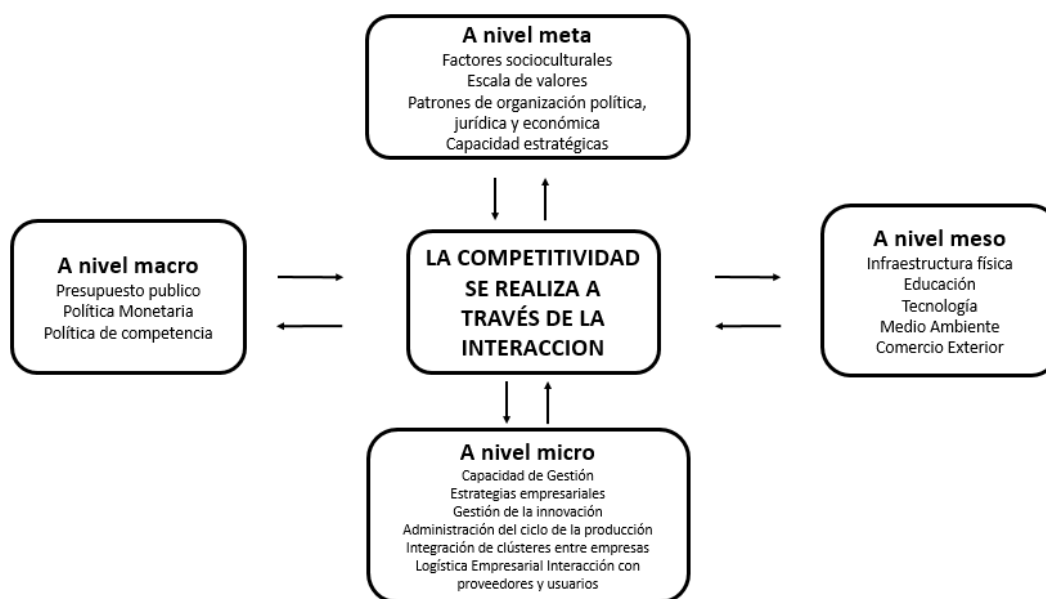 A nivel meta
Factores socioculturales
Escala de valores
Patrones de organización política,
jurídica y económica
Capacidad estratégicas
A nivel macro
Presupuesto publico
Política Monetaria
Política de competencia
LA COMPETITIVIDAD
SE REALIZA A
TRAVÉS DE LA
INTERACCION
A nivel meso
Infraestructura física
Educación
Tecnología
Medio Ambiente
Comercio Exterior
A nivel micro
Capacidad de Gestión
Estrategias empresariales
Gestión de la innovación
Administración del ciclo de la producción
Integración de clústeres entre empresas
Logística Empresarial Interacción con
proveedores y usuarios